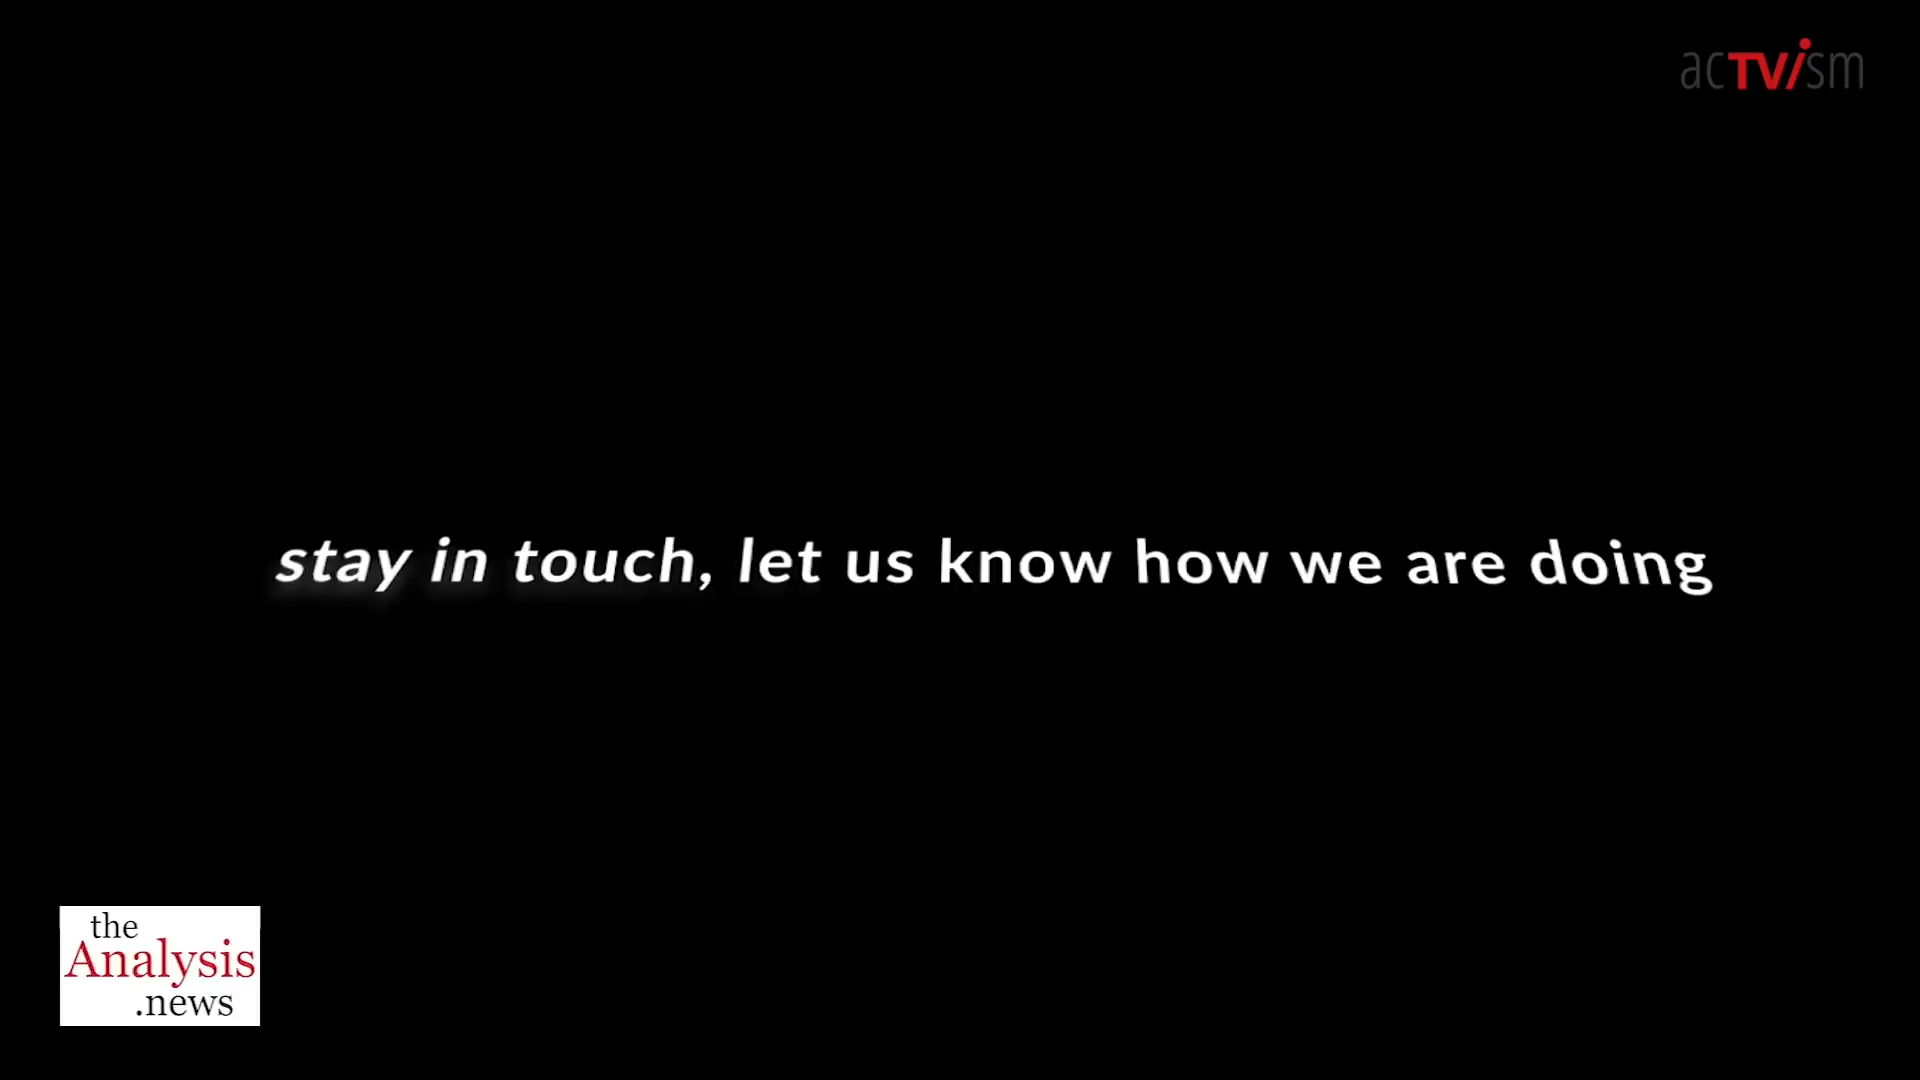 acTVism
stay in touch, let us know how we are doing
the
Analysis
.news